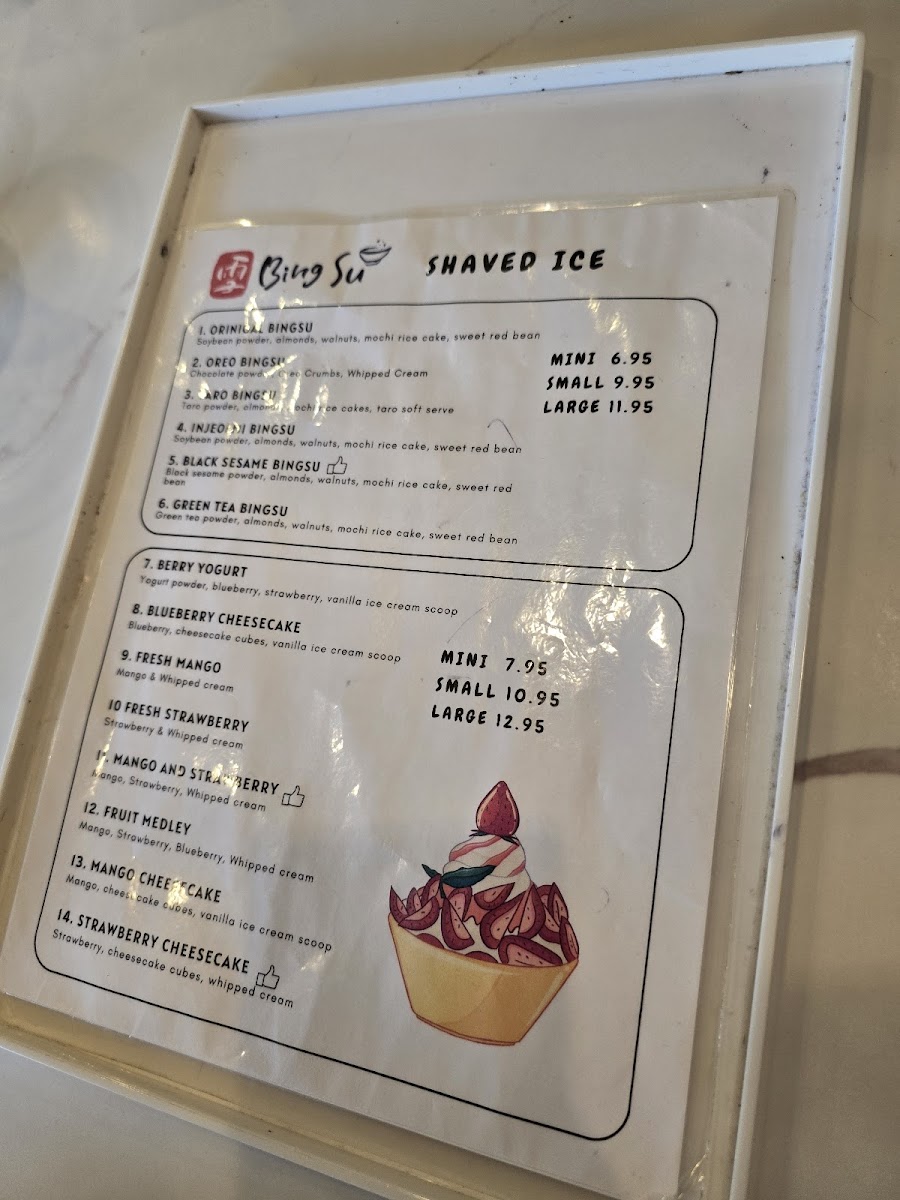 雪 Bing Su SHAVED ICE
1. ORINICAL BINGSU
Soybean powder, almonds, walnuts, mochi rice cake, sweet red bean
2. OREO BINGSU
Chocolate powder, Oreo Crumbs, Whipped Cream
3. TARO BINGSU
Taro powder, almonds, mochi rice cakes, taro soft serve
4. INJEOLMI BINGSU
Soybean powder, almonds, walnuts, mochi rice cake, sweet red bean
5. BLACK SESAME BINGSU
Black sesame powder, almonds, walnuts, mochi rice cake, sweet red
bean
6. GREEN TEA BINGSU
Green tea powder, almonds, walnuts, mochi rice cake, sweet red bean
MINI 6.95
SMALL 9.95
LARGE 11.95
7. BERRY YOGURT
Yogurt powder, blueberry, strawberry, vanilla ice cream scoop
8. BLUEBERRY CHEESECAKE
Blueberry, cheesecake cubes, vanilla ice cream scoop
9. FRESH MANGO
Mango & Whipped cream
10 FRESH STRAWBERRY
Strawberry & Whipped cream
11. MANGO AND STRAWBERRY
Mango, Strawberry, Whipped cream
12. FRUIT MEDLEY
Mango, Strawberry, Blueberry, Whipped cream
13. MANGO CHEESECAKE
Mango, cheesecake cubes, vanilla ice cream scoop
14. STRAWBERRY CHEESECAKE
Strawberry, cheesecake cubes, whipped cream
MINI 7.95
SMALL 10.95
LARGE 12.95